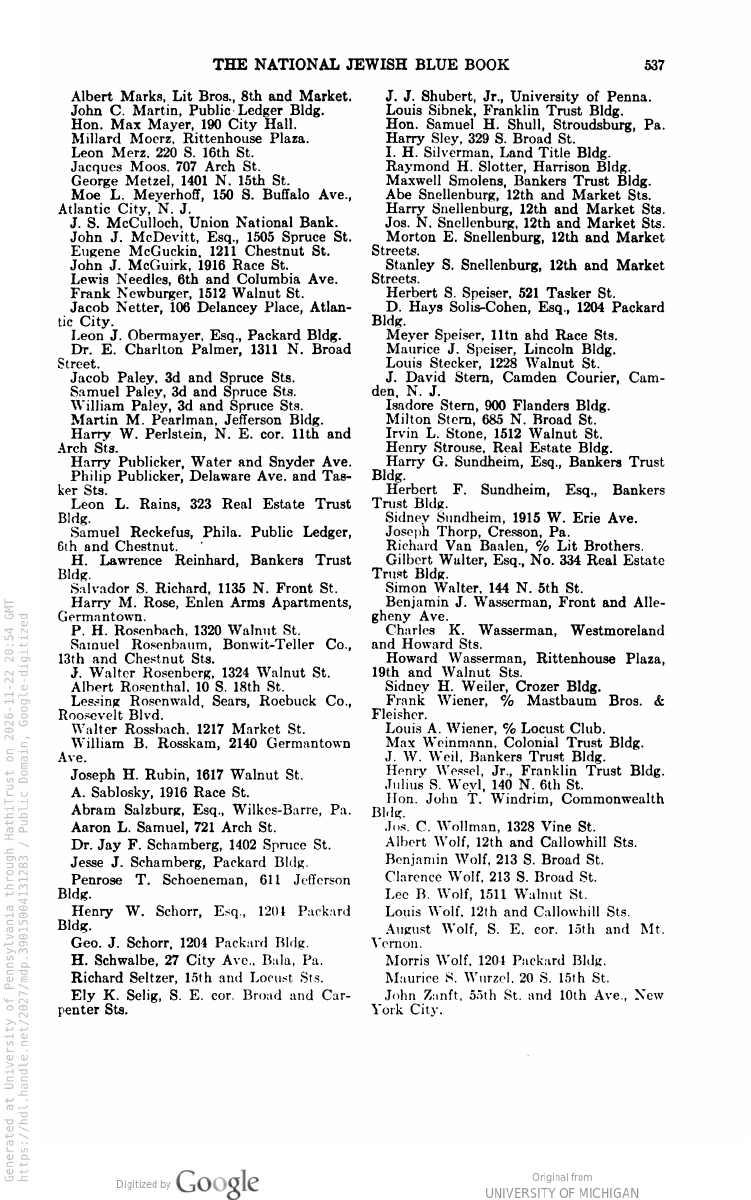 THE NATIONAL JEWISH BLUE BOOK 537
Albert Marks, Lit Bros., 8th and Market.
John C. Martin, Public Ledger Bldg.
Hon. Max Mayer, 190 City Hall.
Millard Moerz, Rittenhouse Plaza.
Leon Merz, 220 S. 16th St.
Jacques Moos, 707 Arch St.
George Metzel, 1401 N. 15th St.
Moe L. Meyerhoff, 150 S. Buffalo Ave.,
Atlantic City, N. J.
J. S. McCulloch, Union National Bank.
John J. McDevitt, Esq., 1505 Spruce St.
Eugene McGuckin, 1211 Chestnut St.
John J. McGuirk, 1916 Race St.
Lewis Needles, 6th and Columbia Ave.
Frank Newburger, 1512 Walnut St.
Jacob Netter, 106 Delancey Place, Atlan-
tic City.
Leon J. Obermayer, Esq., Packard Bldg.
Dr. E. Charlton Palmer, 1311 N. Broad
Street.
Jacob Paley, 3d and Spruce Sts.
Samuel Paley, 3d and Spruce Sts.
William Paley, 3d and Spruce Sts.
Martin M. Pearlman, Jefferson Bldg.
Harry W. Perlstein, N. E. cor. 11th and
Arch Sts.
Harry Publicker, Water and Snyder Ave.
Philip Publicker, Delaware Ave. and Tas-
ker Sts.
Leon L. Rains, 323 Real Estate Trust
Bldg.
Samuel Reckefus, Phila. Public Ledger,
6th and Chestnut.
H. Lawrence Reinhard, Bankers Trust
Bldg.
Salvador S. Richard, 1135 N. Front St.
Harry M. Rose, Enlen Arms Apartments,
Germantown.
P. H. Rosenbach, 1320 Walnut St.
Samuel Rosenbaum, Bonwit-Teller Co.,
13th and Chestnut Sts.
J. Walter Rosenberg, 1324 Walnut St.
Albert Rosenthal, 10 S. 18th St.
Lessing Rosenwald, Sears, Roebuck Co.,
Roosevelt Blvd.
Walter Rossbach, 1217 Market St.
William B. Rosskam, 2140 Germantown
Ave.
Joseph H. Rubin, 1617 Walnut St.
A. Sablosky, 1916 Race St.
Abram Salzburg, Esq., Wilkes-Barre, Pa.
Aaron L. Samuel, 721 Arch St.
Dr. Jay F. Schamberg, 1402 Spruce St.
Jesse J. Schamberg, Packard Bldg.
Penrose T. Schoeneman, 611 Jefferson
Bldg.
Henry W. Schorr, Esq., 1204 Packard
Bldg.
Geo. J. Schorr, 1204 Packard Bldg.
H. Schwalbe, 27 City Ave., Bala, Pa.
Richard Seltzer, 15th and Locust Sts.
Ely K. Selig, S. E. cor. Broad and Car-
penter Sts.
J. J. Shubert, Jr., University of Penna.
Louis Sibnek, Franklin Trust Bldg.
Hon. Samuel H. Shull, Stroudsburg, Pa.
Harry Sley, 329 S. Broad St.
I. H. Silverman, Land Title Bldg.
Raymond H. Slotter, Harrison Bldg.
Maxwell Smolens, Bankers Trust Bldg.
Abe Snellenburg, 12th and Market Sts.
Harry Snellenburg, 12th and Market Sts.
Jos. N. Snellenburg, 12th and Market Sts.
Morton E. Snellenburg, 12th and Market
Streets.
Stanley S. Snellenburg, 12th and Market
Streets.
Herbert S. Speiser, 521 Tasker St.
D. Hays Solis-Cohen, Esq., 1204 Packard
Bldg.
Meyer Speiser, 11tn ahd Race Sts.
Maurice J. Speiser, Lincoln Bldg.
Louis Stecker, 1228 Walnut St.
J. David Stern, Camden Courier, Cam-
den, N. J.
Isadore Stern, 900 Flanders Bldg.
Milton Stern, 685 N. Broad St.
Irvin L. Stone, 1512 Walnut St.
Henry Strouse, Real Estate Bldg.
Harry G. Sundheim, Esq., Bankers Trust
Bldg.
Herbert F. Sundheim, Esq., Bankers
Trust Bldg.
Sidney Sundheim, 1915 W. Erie Ave.
Joseph Thorp, Cresson, Pa.
Richard Van Baalen, % Lit Brothers.
Gilbert Walter, Esq., No. 334 Real Estate
Trust Bldg.
Simon Walter, 144 N. 5th St.
Benjamin J. Wasserman, Front and Alle-
gheny Ave.
Charles K. Wasserman, Westmoreland
and Howard Sts.
Howard Wasserman, Rittenhouse Plaza,
19th and Walnut Sts.
Sidney H. Weiler, Crozer Bldg.
Frank Wiener, % Mastbaum Bros. &
Fleisher.
Louis A. Wiener, % Locust Club.
Max Weinmann, Colonial Trust Bldg.
J. W. Weil, Bankers Trust Bldg.
Henry Wessel, Jr., Franklin Trust Bldg.
Julius S. Weyl, 140 N. 6th St.
Hon. John T. Windrim, Commonwealth
Bldg.
Jos. C. Wollman, 1328 Vine St.
Albert Wolf, 12th and Callowhill Sts.
Benjamin Wolf, 213 S. Broad St.
Clarence Wolf, 213 S. Broad St.
Lee B. Wolf, 1511 Walnut St.
Louis Wolf, 12th and Callowhill Sts.
August Wolf, S. E. cor. 15th and Mt.
Vernon.
Morris Wolf, 1204 Packard Bldg.
Maurice S. Wurzel, 20 S. 15th St.
John Zanft, 55th St. and 10th Ave., New
York City.
Generated at University of Pennsylvania through HathiTrust on 2026-11-22 20:54 GMT
https://hdl.handle.net/2027/mdp.39015004131283 / Public Domain, Google-digitized
Digitized by Google
Original from
UNIVERSITY OF MICHIGAN